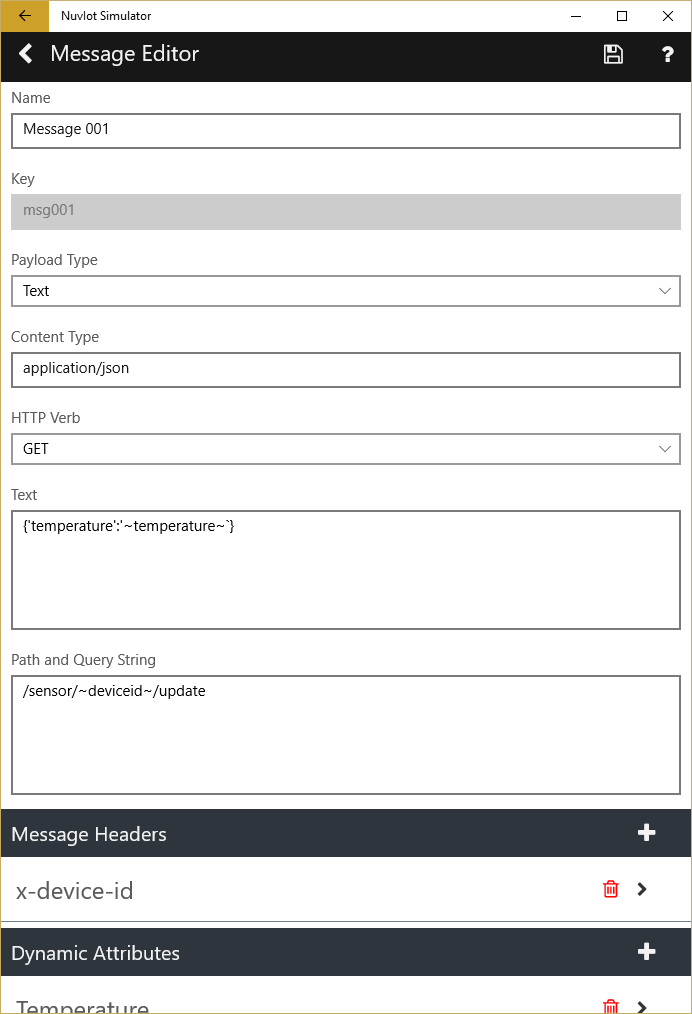 NuvIot Simulator
Message Editor
?
Name
Message 001
Key
msg001
Payload Type
Text
Content Type
application/json
HTTP Verb
GET
Text
{'temperature':'~temperature~`}
Path and Query String
/sensor/~deviceid~/update
Message Headers
x-device-id
Dynamic Attributes
Temperature